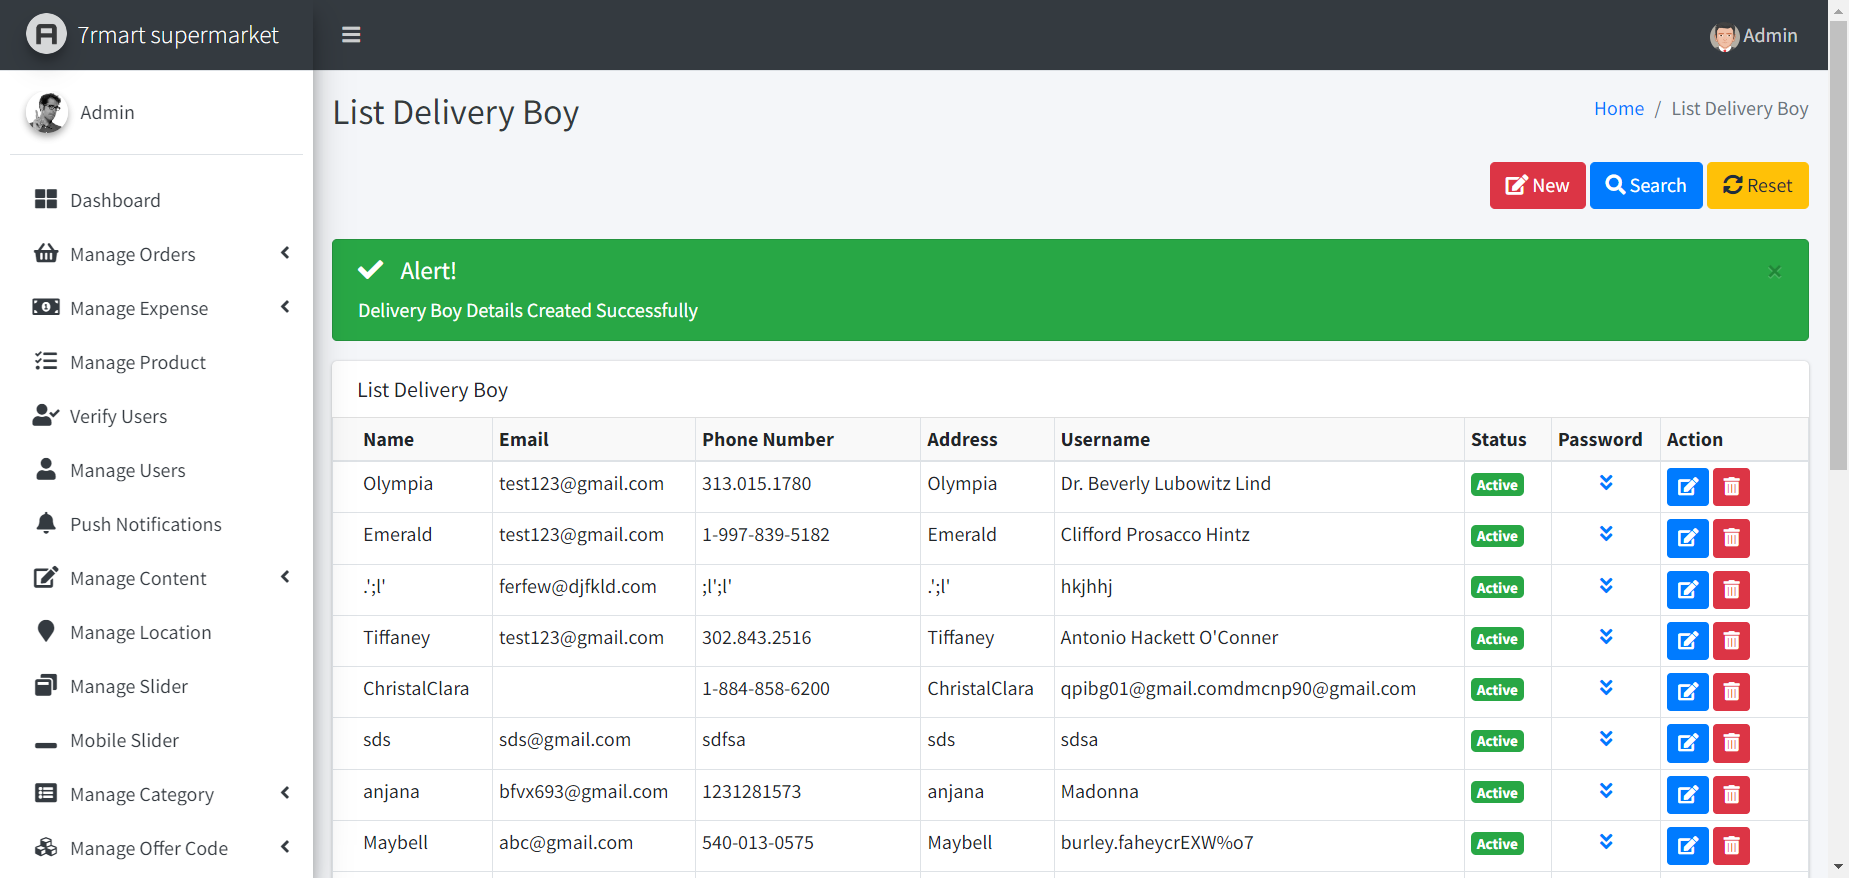 7rmart supermarket
Admin
Admin
Dashboard
Manage Orders
Manage Expense
Manage Product
Verify Users
Manage Users
Push Notifications
Manage Content
Manage Location
Manage Slider
Mobile Slider
Manage Category
Manage Offer Code
List Delivery Boy
Home / List Delivery Boy
New Search Reset
Alert! ×
Delivery Boy Details Created Successfully
List Delivery Boy
Name Email Phone Number Address Username Status Password Action
Olympia test123@gmail.com 313.015.1780 Olympia Dr. Beverly Lubowitz Lind Active
Emerald test123@gmail.com 1-997-839-5182 Emerald Clifford Prosacco Hintz Active
.';l' ferfew@djfkld.com ;l';l' .';l' hkjhhj Active
Tiffaney test123@gmail.com 302.843.2516 Tiffaney Antonio Hackett O'Conner Active
ChristalClara 1-884-858-6200 ChristalClara qpibg01@gmail.comdmcnp90@gmail.com Active
sds sds@gmail.com sdfsa sds sdsa Active
anjana bfvx693@gmail.com 1231281573 anjana Madonna Active
Maybell abc@gmail.com 540-013-0575 Maybell burley.faheycrEXW%o7 Active